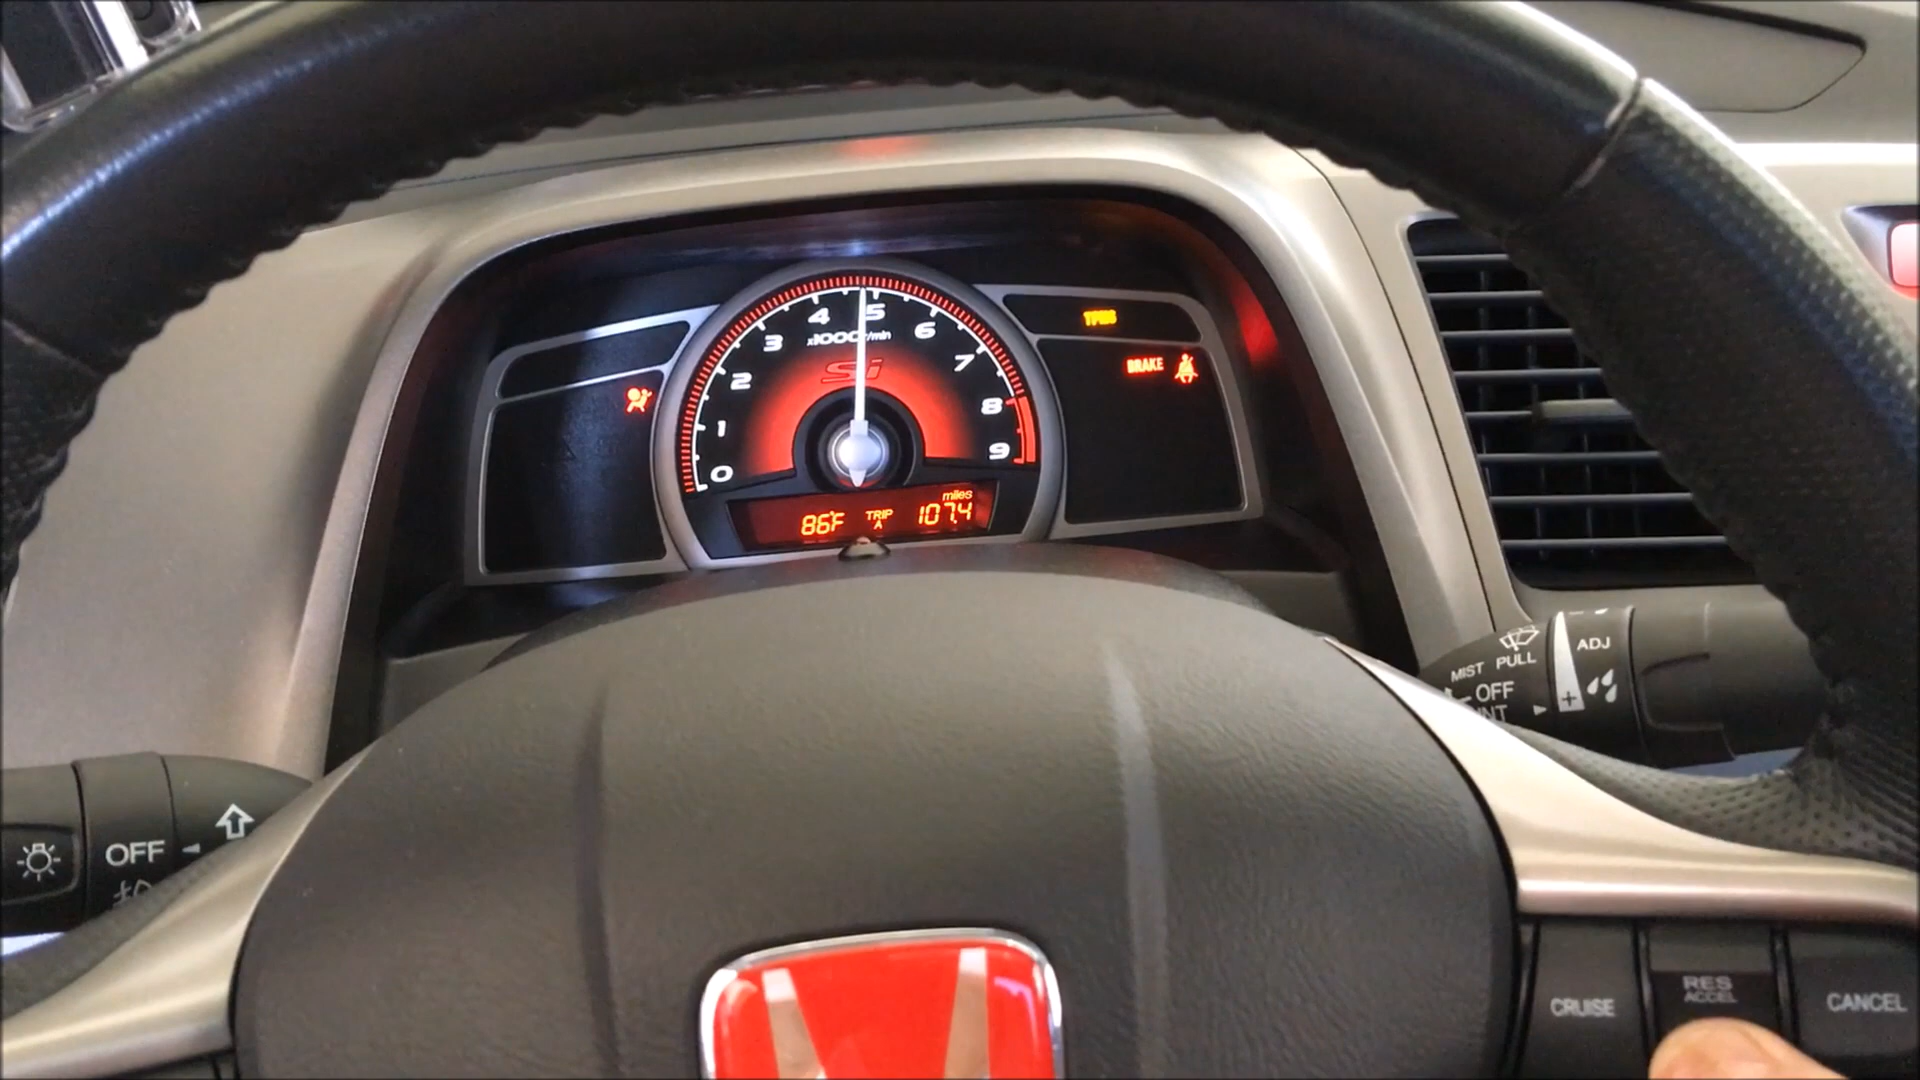 TPMS
BRAKE
0 1 2 3 4 5 6 7 8 9
x1000r/min
Si
miles
86°F TRIP A 107.4
MIST PULL ADJ
OFF
INT
OFF
CRUISE
RES
ACCEL
CANCEL